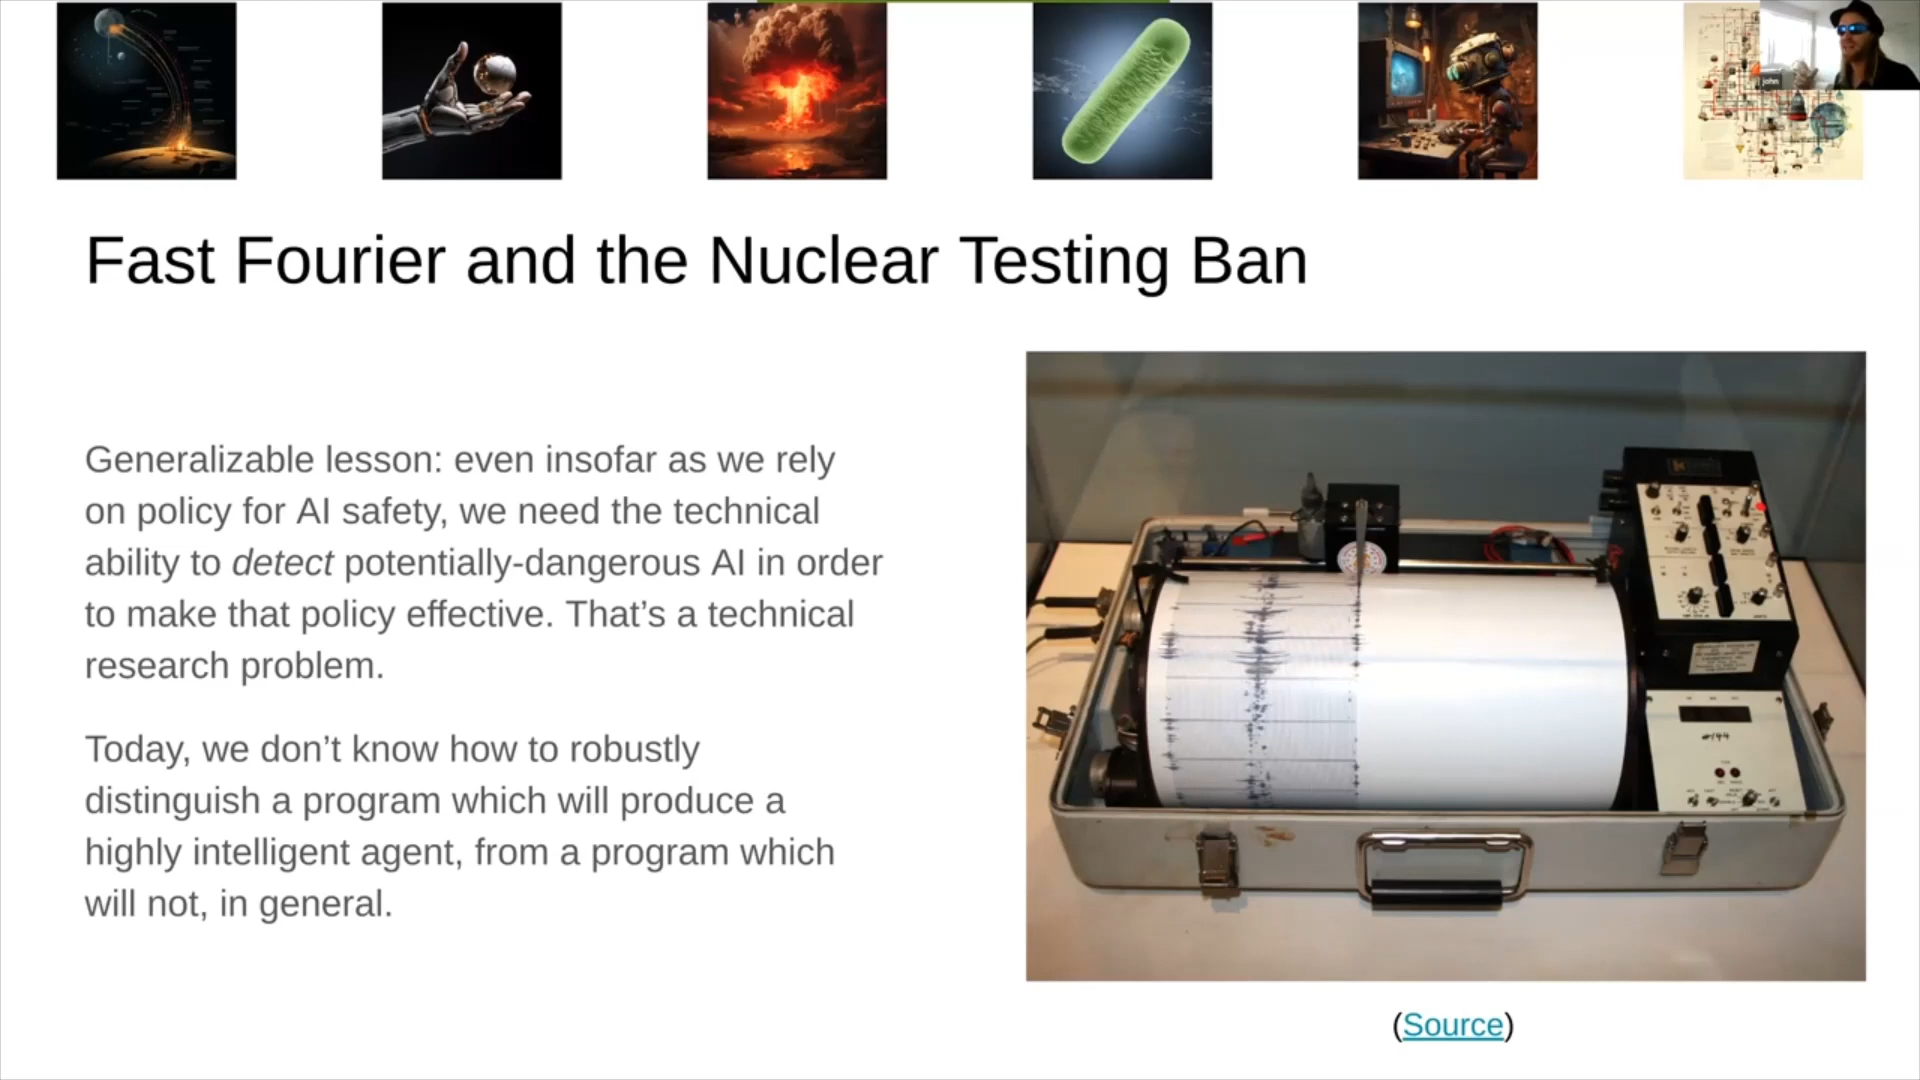 john
Fast Fourier and the Nuclear Testing Ban
Generalizable lesson: even insofar as we rely
on policy for AI safety, we need the technical
ability to detect potentially-dangerous AI in order
to make that policy effective. That’s a technical
research problem.
Today, we don’t know how to robustly
distinguish a program which will produce a
highly intelligent agent, from a program which
will not, in general.
(Source)